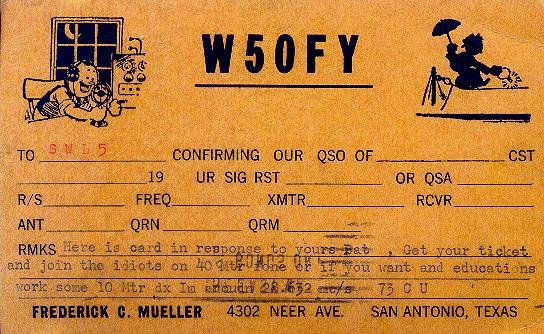 W5OFY
TO SWL5 CONFIRMING OUR QSO OF CST
19 UR SIG RST OR QSA
R/S FREQ XMTR RCVR
ANT QRN QRM
RMKS Here is card in response to yours Pat , Get your ticket
and join the idiots on 40 Mtr fone or if you want and educations
work some 10 Mtr dx Im around 28.632 mc/s 73 C U
FREDERICK C. MUELLER 4302 NEER AVE. SAN ANTONIO, TEXAS